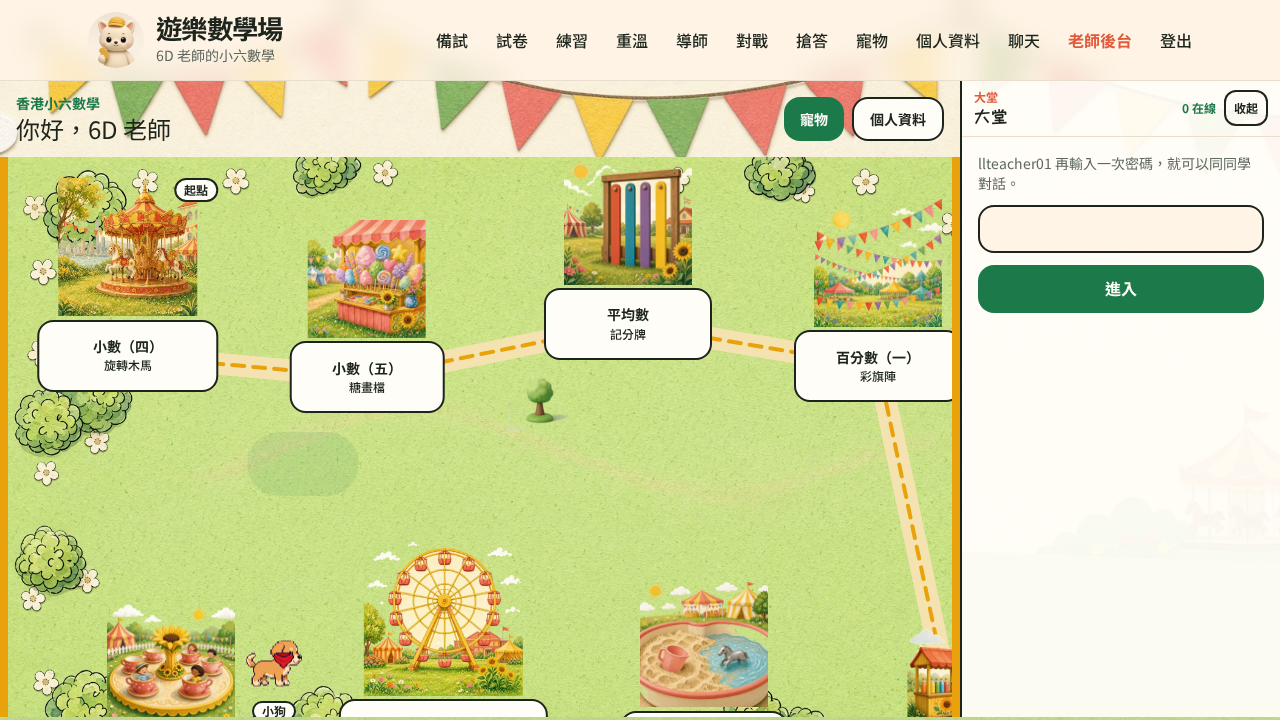 遊樂數學場
6D 老師的小六數學
備試
試卷
練習
重溫
導師
對戰
搶答
寵物
個人資料
聊天
老師後台
登出
香港小六數學
你好，6D 老師
寵物
個人資料
大堂
大堂
0 在線
收起
llteacher01 再輸入一次密碼，就可以同同學
對話。
進入
起點
小數（四）
旋轉木馬
小數（五）
糖畫檔
平均數
記分牌
百分數（一）
彩旗陣
小狗